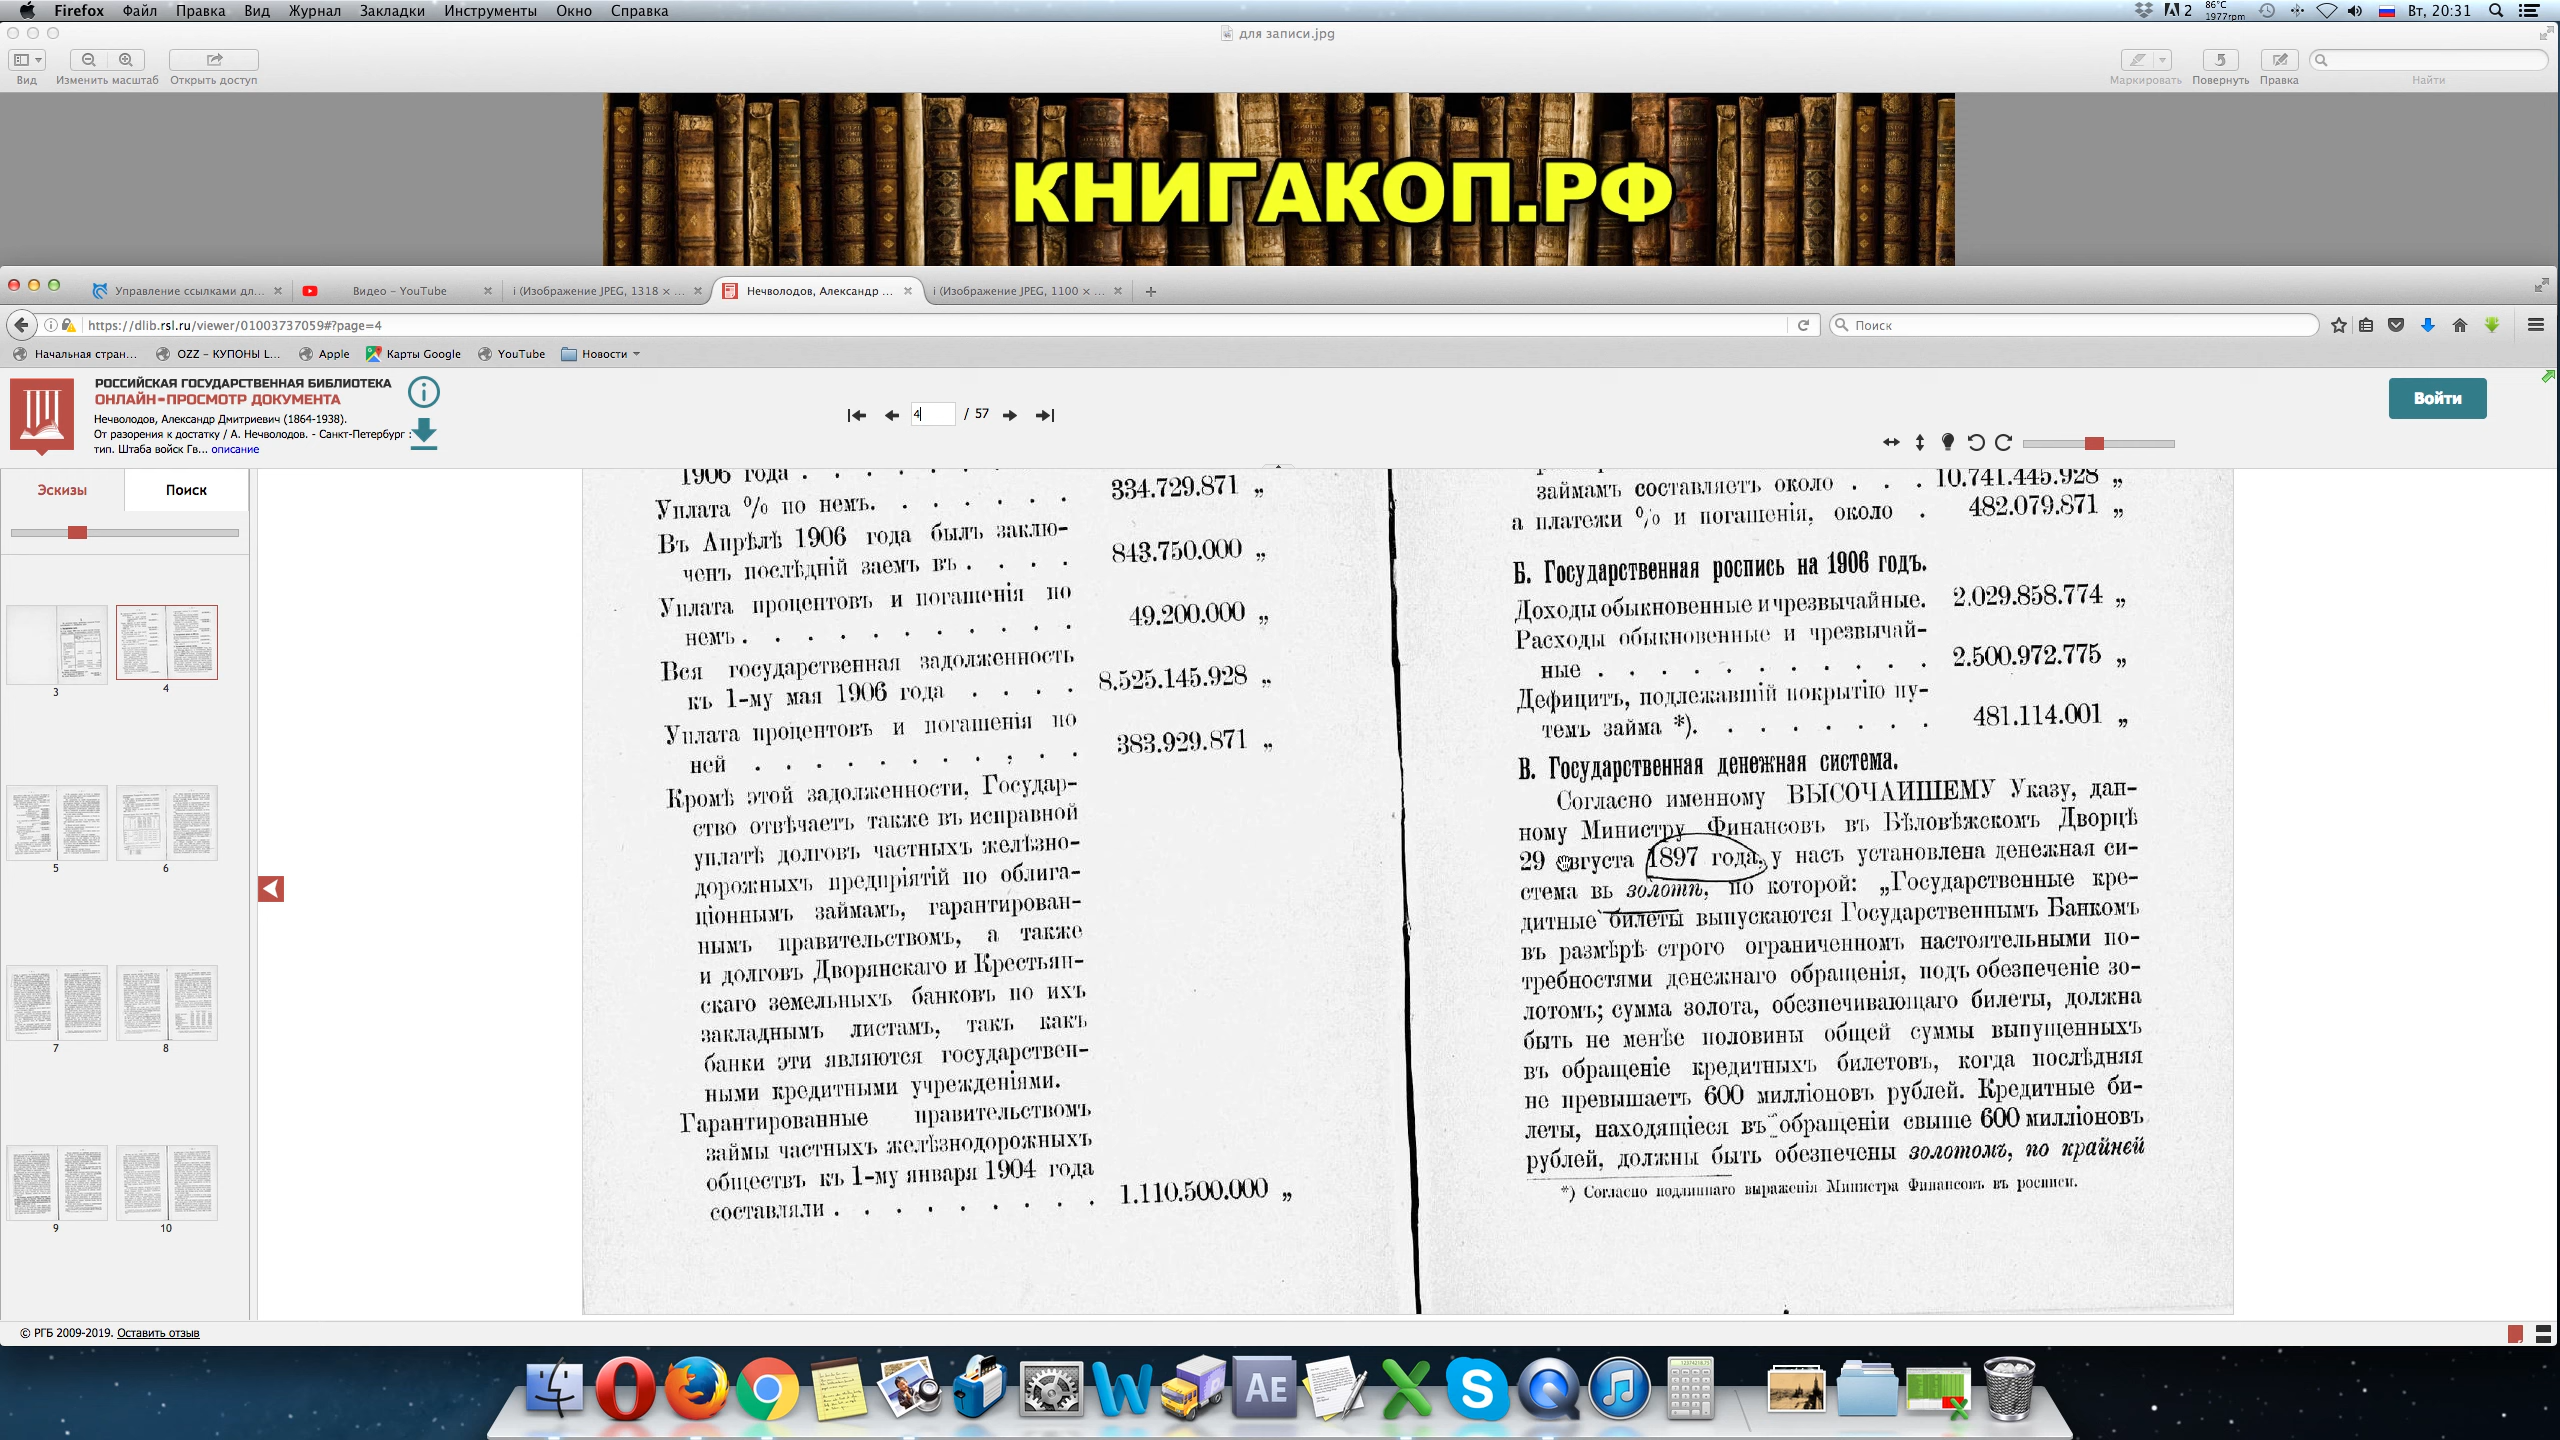 Firefox Файл Правка Вид Журнал Закладки Инструменты Окно Справка
2 86°C 1977rpm Вт, 20:31
для записи.jpg
Вид Изменить масштаб Открыть доступ Маркировать Повернуть Правка Найти
КНИГАКОП.РФ
Управление ссылками дл... Видео – YouTube i (Изображение JPEG, 1318 × ... Нечволодов, Александр ... i (Изображение JPEG, 1100 × ...
https://dlib.rsl.ru/viewer/01003737059#?page=4 Поиск
Начальная стран... OZZ – КУПОНЫ L... Apple Карты Google YouTube Новости
РОССИЙСКАЯ ГОСУДАРСТВЕННАЯ БИБЛИОТЕКА
ОНЛАЙН-ПРОСМОТР ДОКУМЕНТА
Нечволодов, Александр Дмитриевич (1864-1938).
От разорения к достатку / А. Нечволодов. - Санкт-Петербург :
тип. Штаба войск Гв... описание
4 / 57
Войти
Эскизы Поиск
3 4
5 6
7 8
9 10
1906 года . . . . . .
Уплата % по немъ. . . . . . . 334.729.871 „
Въ Апрѣлѣ 1906 года былъ заклю-
ченъ послѣдній заемъ въ . . . . 843.750.000 „
Уплата процентовъ и погашенія по
немъ . . . . . . . . . . . 49.200.000 „
Вся государственная задолженность
къ 1-му мая 1906 года . . . . 8.525.145.928 „
Уплата процентовъ и погашенія по
ней . . . . . . . . . . . 383.929.871 „
Кромѣ этой задолженности, Государ-
ство отвѣчаетъ также въ исправной
уплатѣ долговъ частныхъ желѣзно-
дорожныхъ предпріятій по облига-
ціоннымъ займамъ, гарантирован-
нымъ правительствомъ, а также
и долговъ Дворянскаго и Крестьян-
скаго земельныхъ банковъ по ихъ
закладнымъ листамъ, такъ какъ
банки эти являются государствен-
ными кредитными учрежденіями.
Гарантированные правительствомъ
займы частныхъ желѣзнодорожныхъ
обществъ къ 1-му января 1904 года
составляли . . . . . . . . . 1.110.500.000 „
займамъ составляетъ около . . . 10.741.445.928 „
а платежи % и погашенія, около . 482.079.871 „
Б. Государственная роспись на 1906 годъ.
Доходы обыкновенные и чрезвычайные. 2.029.858.774 „
Расходы обыкновенные и чрезвычай-
ные . . . . . . . . . . . 2.500.972.775 „
Дефицитъ, подлежавшій покрытію пу-
темъ займа *). . . . . . . . 481.114.001 „
В. Государственная денежная система.
Согласно именному ВЫСОЧАЙШЕМУ Указу, дан-
ному Министру Финансовъ въ Бѣловѣжскомъ Дворцѣ
29 августа 1897 года, у насъ установлена денежная си-
стема въ золотѣ, по которой: „Государственные кре-
дитные билеты выпускаются Государственнымъ Банкомъ
въ размѣрѣ строго ограниченномъ настоятельными по-
требностями денежнаго обращенія, подъ обезпеченіе зо-
лотомъ; сумма золота, обезпечивающаго билеты, должна
быть не менѣе половины общей суммы выпущенныхъ
въ обращеніе кредитныхъ билетовъ, когда послѣдняя
не превышаетъ 600 милліоновъ рублей. Кредитные би-
леты, находящіеся въ обращеніи свыше 600 милліоновъ
рублей, должны быть обезпечены золотомъ, по крайней
*) Согласно подлиннаго выраженія Министра Финансовъ въ росписи.
© РГБ 2009-2019. Оставить отзыв